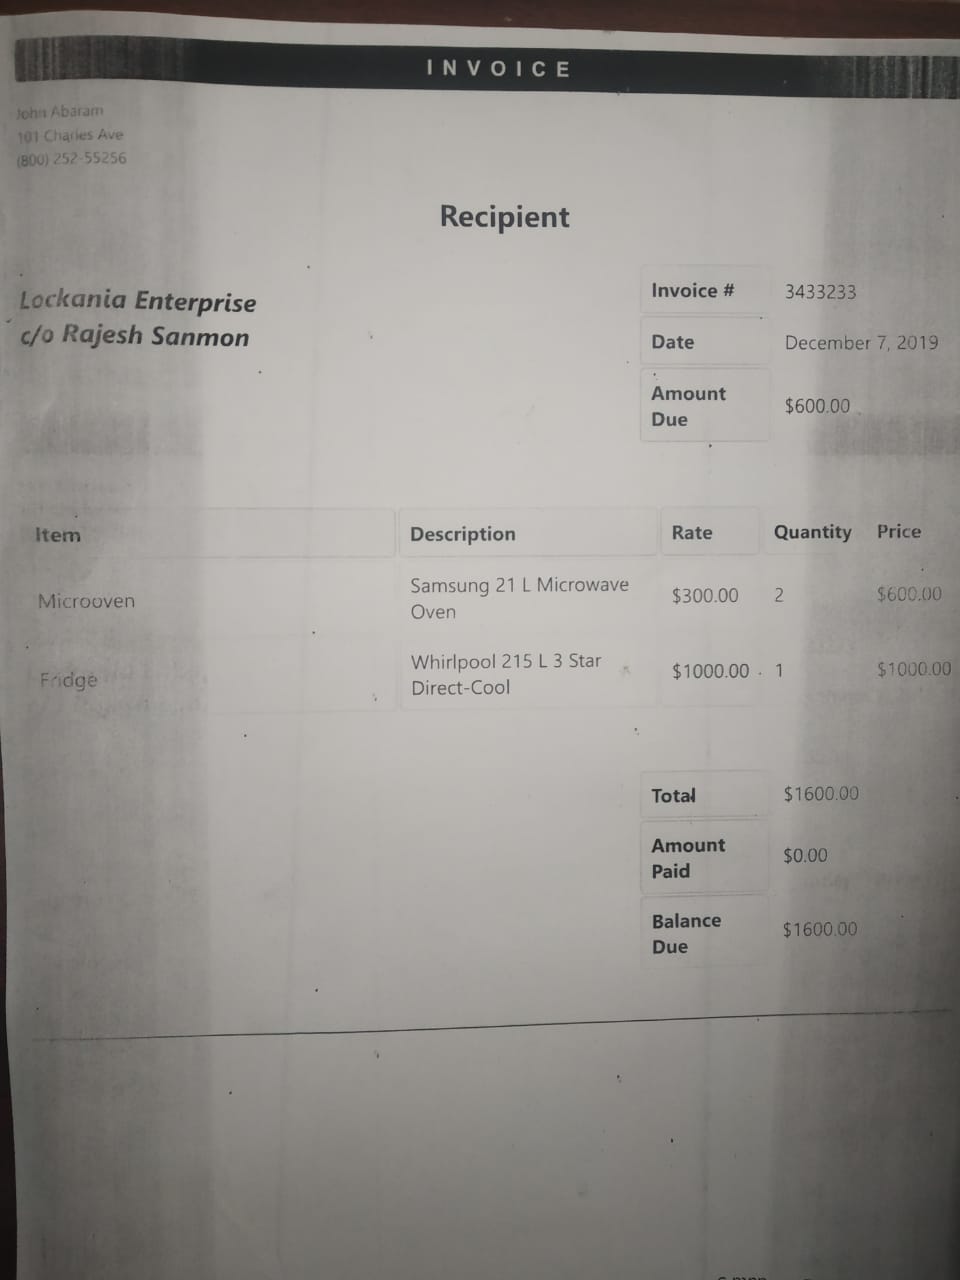 INVOICE
John Abaram
101 Charles Ave
(800) 252-55256
Recipient
Lockania Enterprise
c/o Rajesh Sanmon
Invoice # 3433233
Date December 7, 2019
Amount
Due $600.00
Item Description Rate Quantity Price
Microoven Samsung 21 L Microwave $300.00 2 $600.00
Oven
Fridge Whirlpool 215 L 3 Star $1000.00 1 $1000.00
Direct-Cool
Total $1600.00
Amount
Paid $0.00
Balance
Due $1600.00